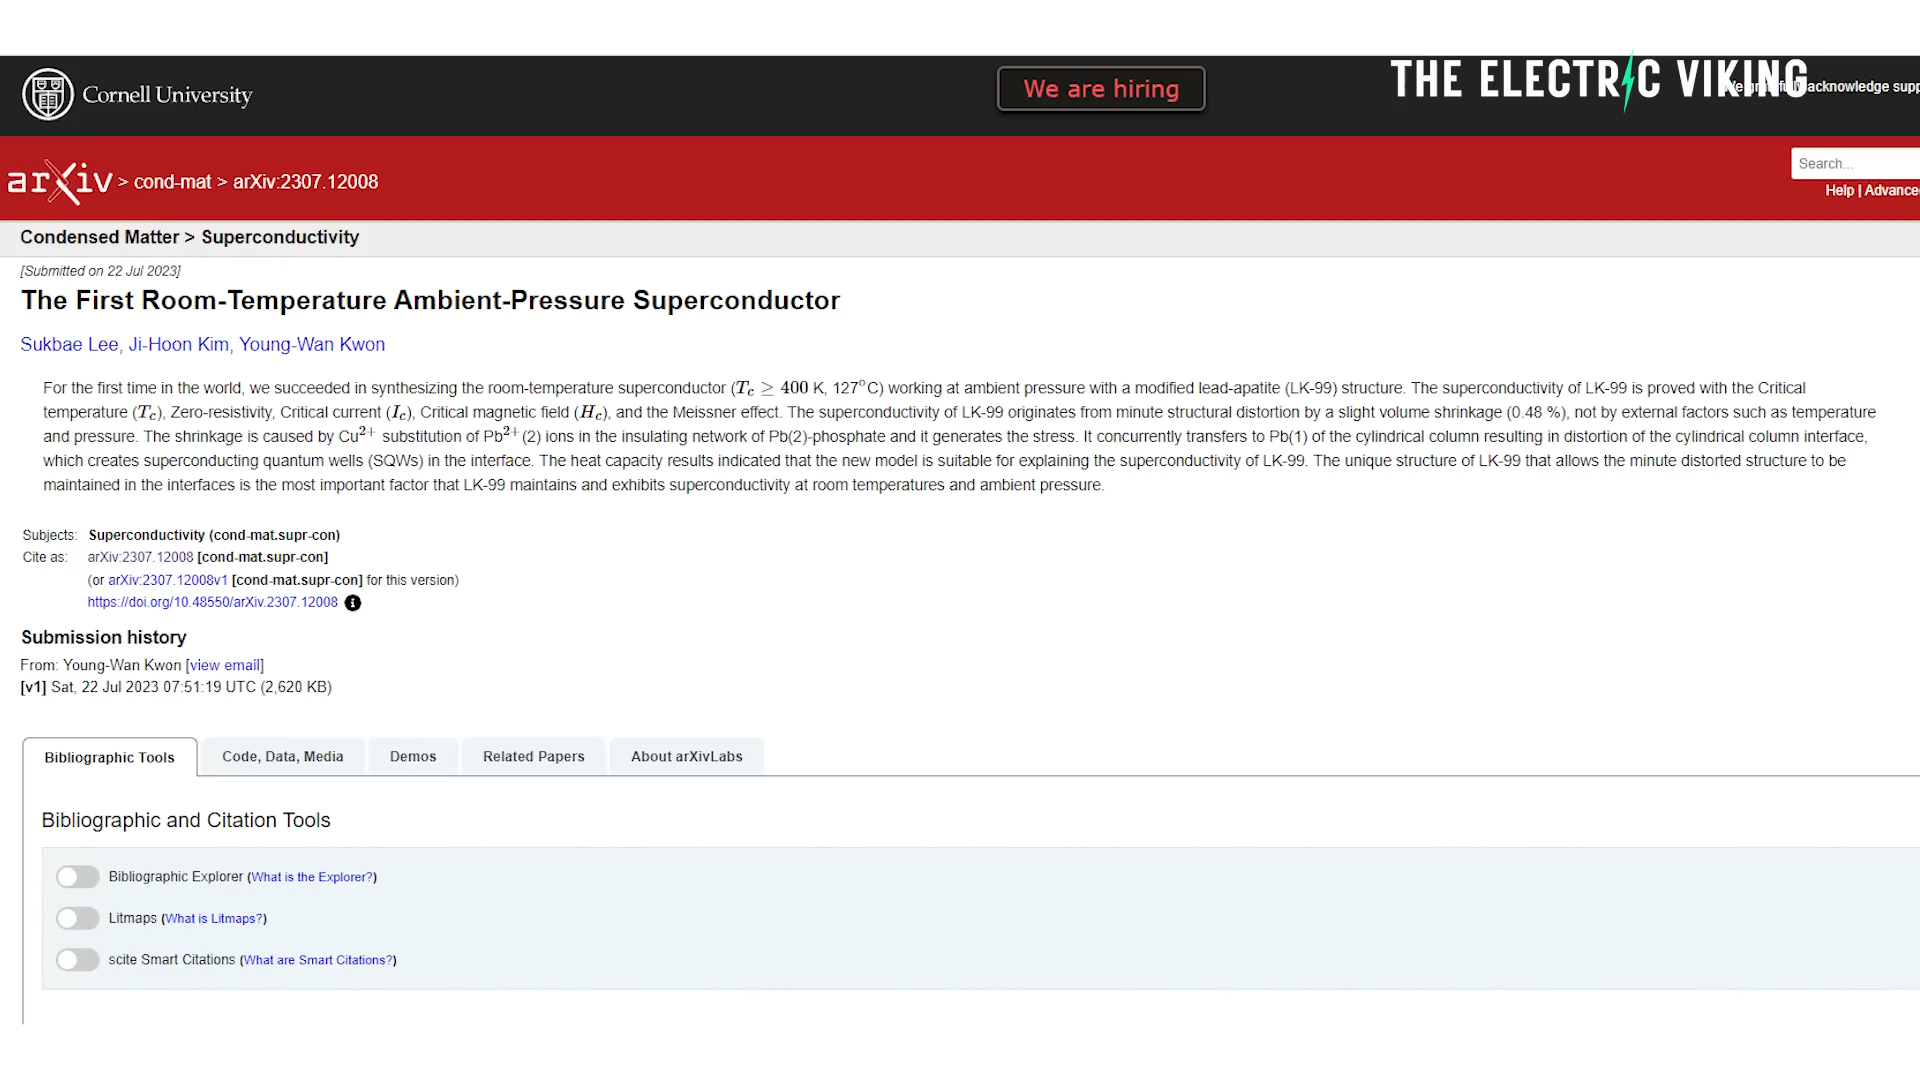 Cornell University
We are hiring
THE ELECTRIC VIKING
acknowledge supp
arXiv > cond-mat > arXiv:2307.12008
Search...
Help | Advance
Condensed Matter > Superconductivity
[Submitted on 22 Jul 2023]
The First Room-Temperature Ambient-Pressure Superconductor
Sukbae Lee, Ji-Hoon Kim, Young-Wan Kwon
For the first time in the world, we succeeded in synthesizing the room-temperature superconductor (Tc ≥ 400 K, 127°C) working at ambient pressure with a modified lead-apatite (LK-99) structure. The superconductivity of LK-99 is proved with the Critical
temperature (Tc), Zero-resistivity, Critical current (Ic), Critical magnetic field (Hc), and the Meissner effect. The superconductivity of LK-99 originates from minute structural distortion by a slight volume shrinkage (0.48 %), not by external factors such as temperature
and pressure. The shrinkage is caused by Cu2+ substitution of Pb2+(2) ions in the insulating network of Pb(2)-phosphate and it generates the stress. It concurrently transfers to Pb(1) of the cylindrical column resulting in distortion of the cylindrical column interface,
which creates superconducting quantum wells (SQWs) in the interface. The heat capacity results indicated that the new model is suitable for explaining the superconductivity of LK-99. The unique structure of LK-99 that allows the minute distorted structure to be
maintained in the interfaces is the most important factor that LK-99 maintains and exhibits superconductivity at room temperatures and ambient pressure.
Subjects: Superconductivity (cond-mat.supr-con)
Cite as: arXiv:2307.12008 [cond-mat.supr-con]
(or arXiv:2307.12008v1 [cond-mat.supr-con] for this version)
https://doi.org/10.48550/arXiv.2307.12008
Submission history
From: Young-Wan Kwon [view email]
[v1] Sat, 22 Jul 2023 07:51:19 UTC (2,620 KB)
Bibliographic Tools
Code, Data, Media
Demos
Related Papers
About arXivLabs
Bibliographic and Citation Tools
Bibliographic Explorer (What is the Explorer?)
Litmaps (What is Litmaps?)
scite Smart Citations (What are Smart Citations?)